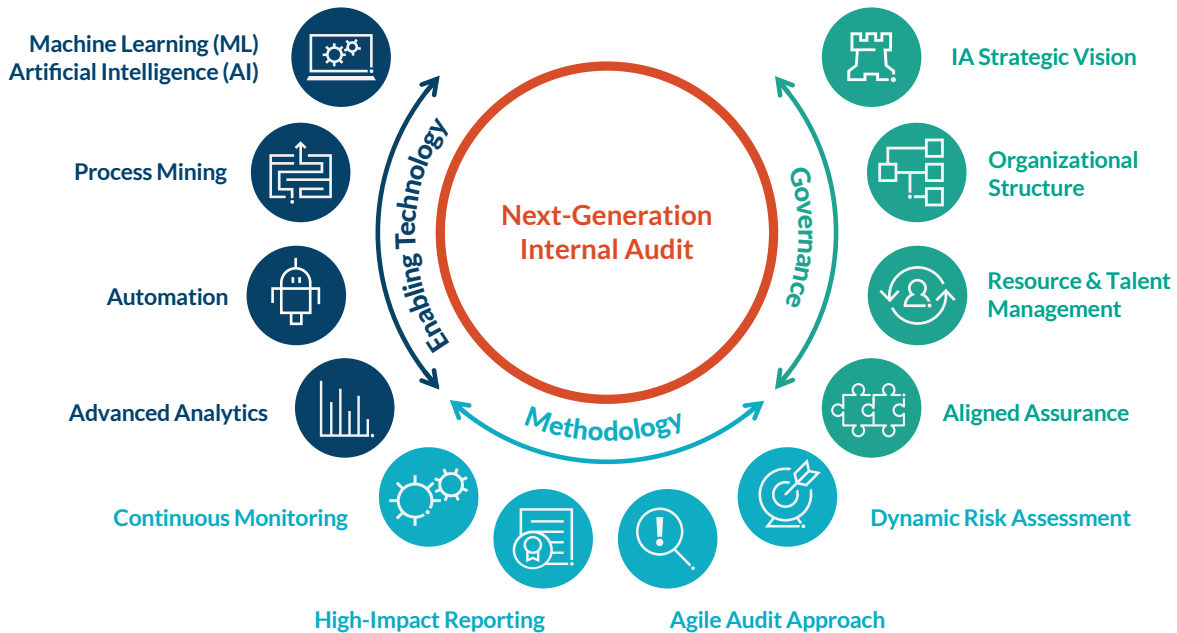 Machine Learning (ML)
Artificial Intelligence (AI)
Process Mining
Automation
Advanced Analytics
Enabling Technology
Next-Generation
Internal Audit
Governance
IA Strategic Vision
Organizational
Structure
Resource & Talent
Management
Aligned Assurance
Methodology
Continuous Monitoring
High-Impact Reporting
Agile Audit Approach
Dynamic Risk Assessment